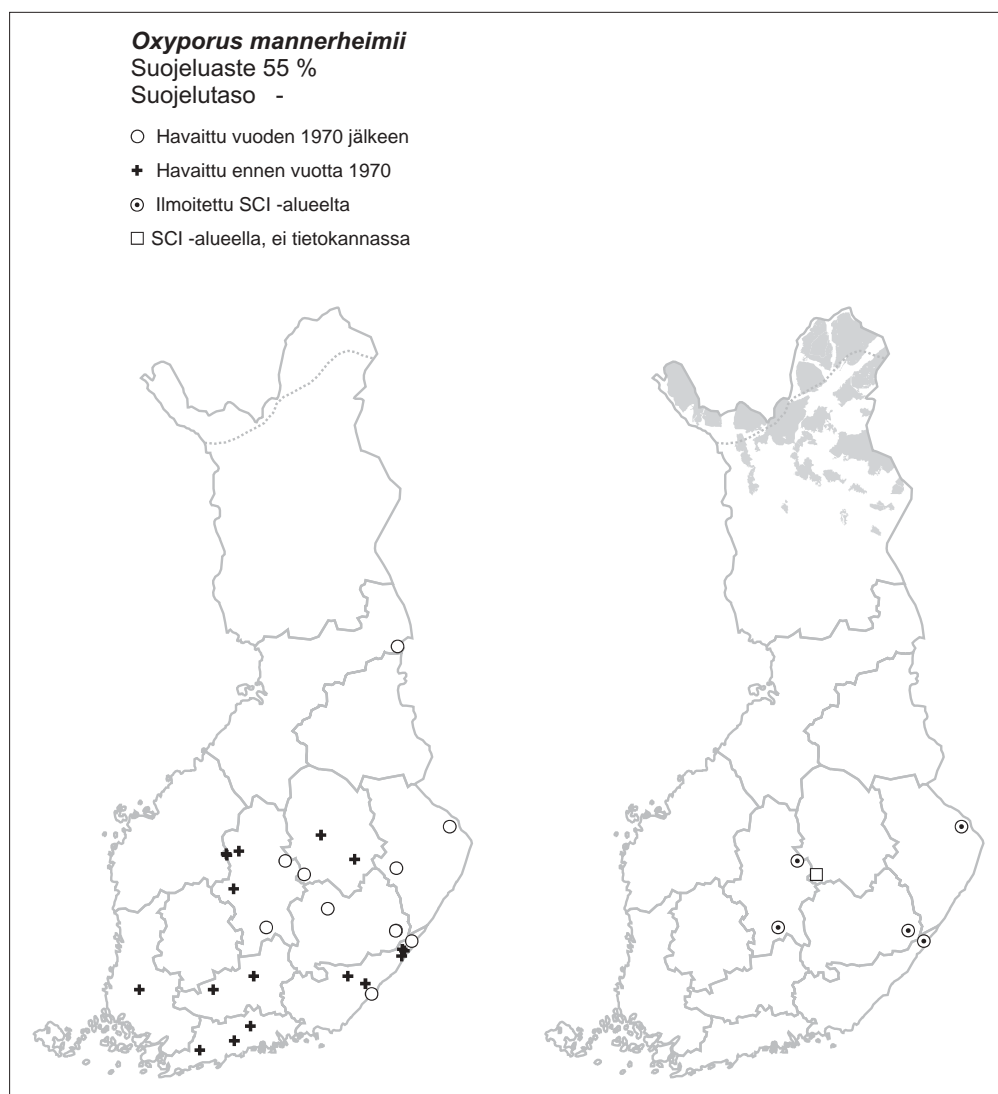 Oxyporus mannerheimii
Suojeluaste 55 %
Suojelutaso -
Havaittu vuoden 1970 jälkeen
Havaittu ennen vuotta 1970
Ilmoitettu SCI -alueelta
SCI -alueella, ei tietokannassa